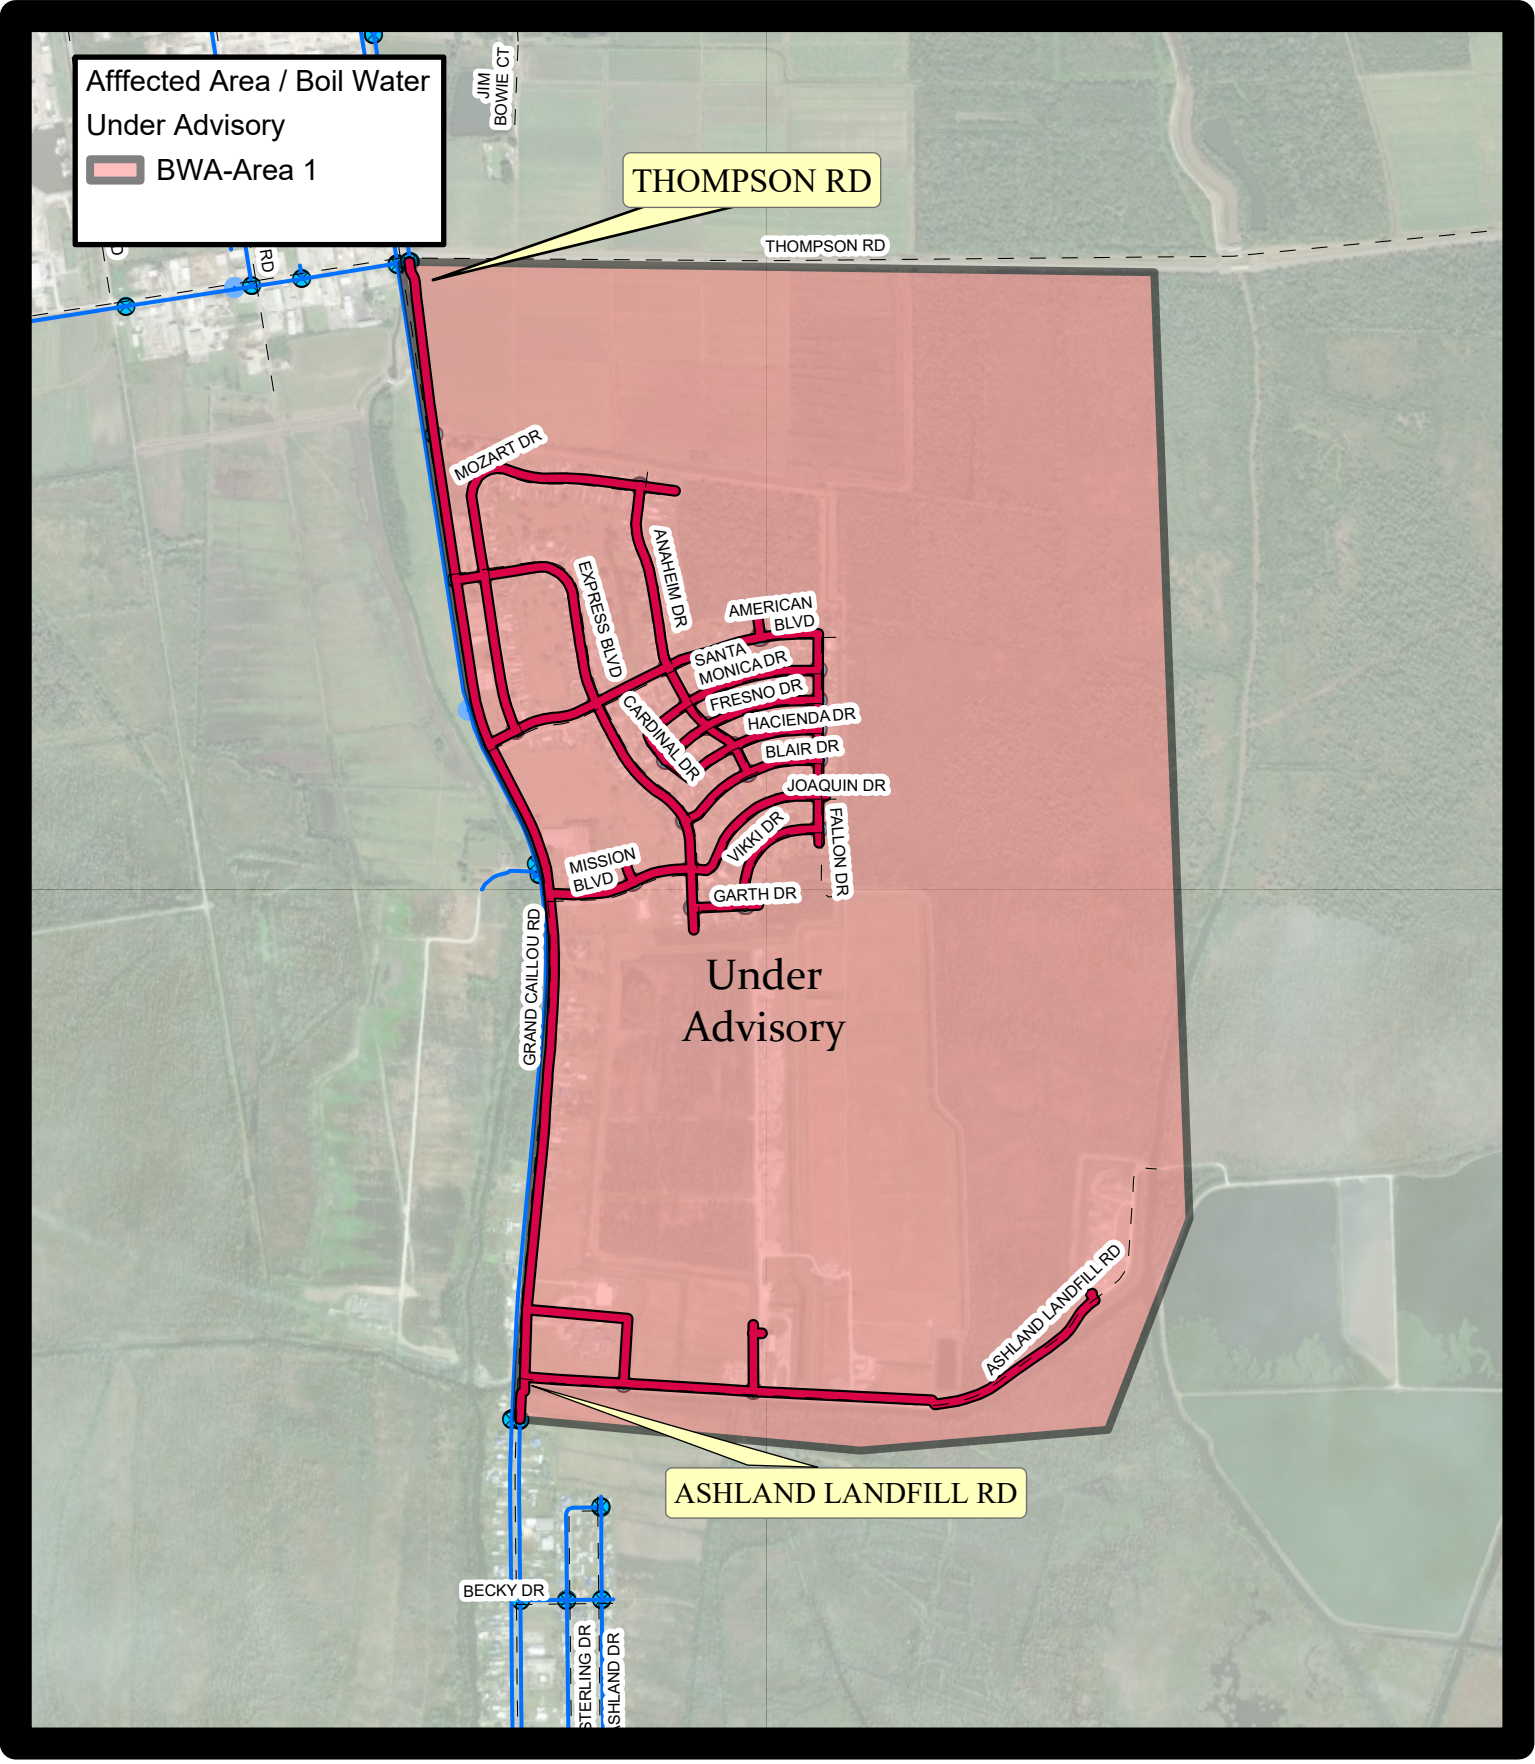 Afffected Area / Boil Water
Under Advisory
BWA-Area 1
JIM
BOWIE CT
THOMPSON RD
THOMPSON RD
RD
MOZART DR
ANAHEIM DR
EXPRESS BLVD
AMERICAN
BLVD
SANTA
MONICA DR
FRESNO DR
CARDINAL DR
HACIENDA DR
BLAIR DR
JOAQUIN DR
VIKKI DR
FALLON DR
MISSION
BLVD
GARTH DR
GRAND CAILLOU RD
Under
Advisory
ASHLAND LANDFILL RD
ASHLAND LANDFILL RD
BECKY DR
STERLING DR
ASHLAND DR